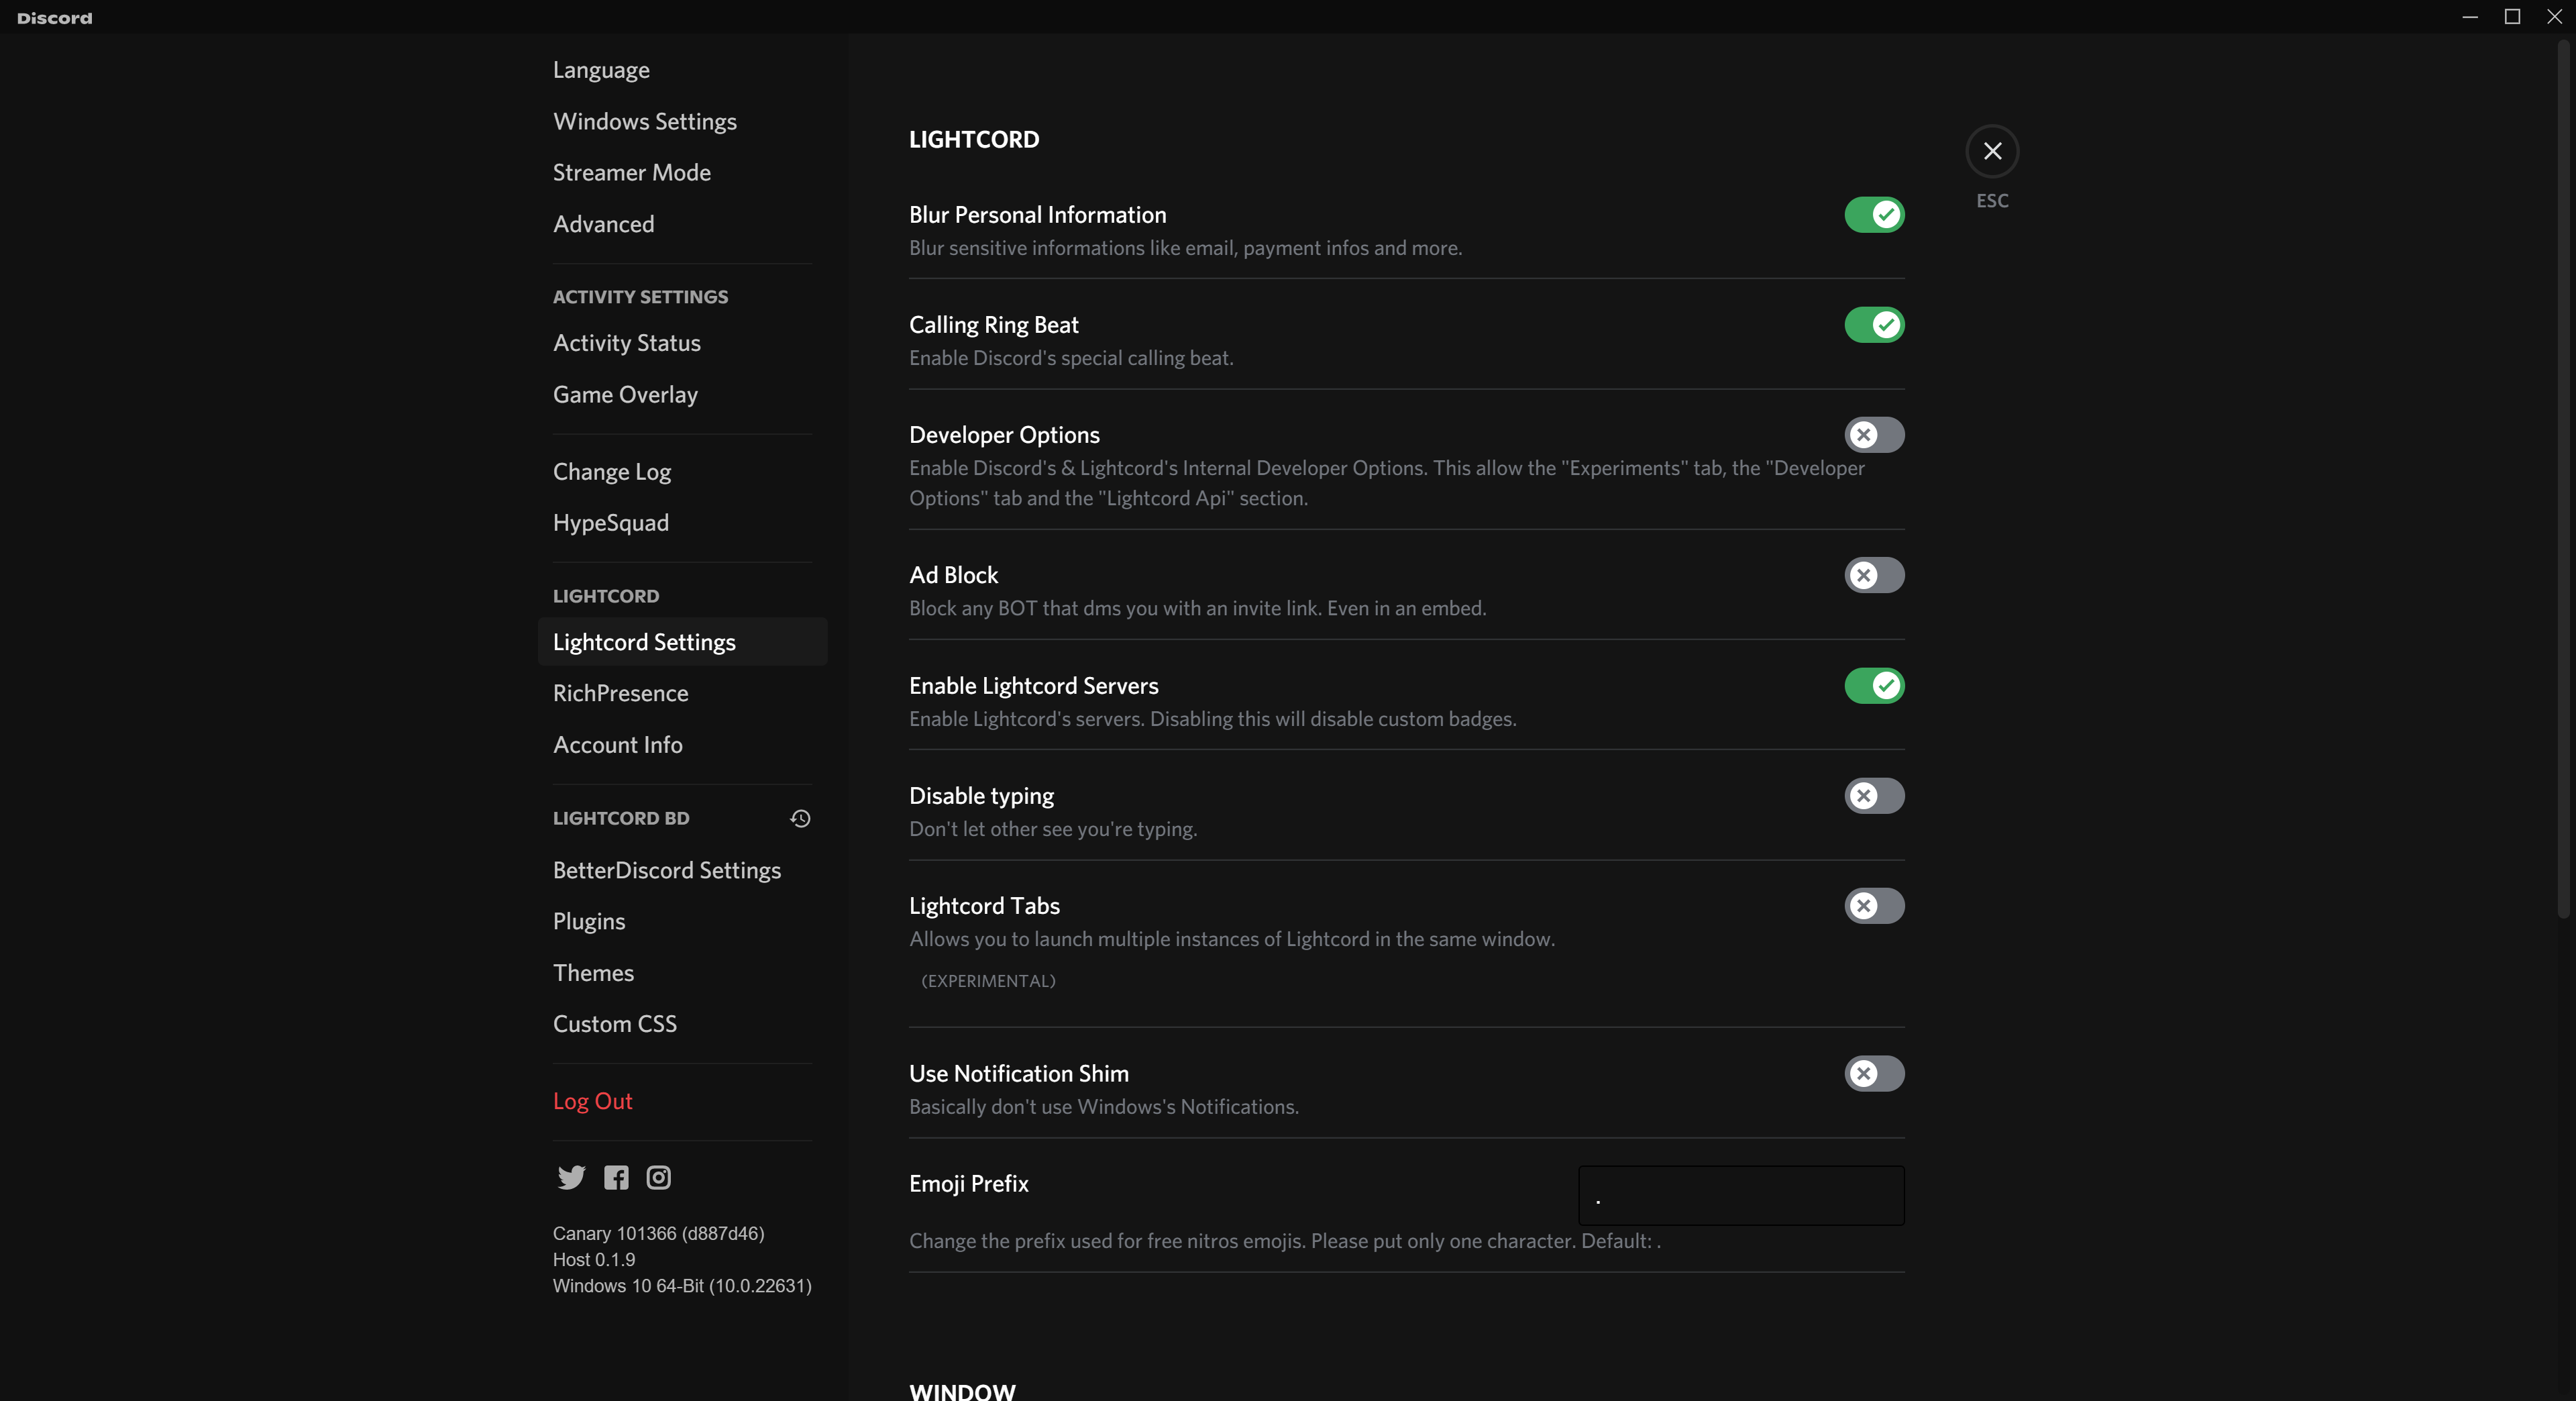 Discord
Language
Windows Settings
Streamer Mode
Advanced
ACTIVITY SETTINGS
Activity Status
Game Overlay
Change Log
HypeSquad
LIGHTCORD
Lightcord Settings
RichPresence
Account Info
LIGHTCORD BD
BetterDiscord Settings
Plugins
Themes
Custom CSS
Log Out
Canary 101366 (d887d46)
Host 0.1.9
Windows 10 64-Bit (10.0.22631)
LIGHTCORD
Blur Personal Information
Blur sensitive informations like email, payment infos and more.
Calling Ring Beat
Enable Discord's special calling beat.
Developer Options
Enable Discord's & Lightcord's Internal Developer Options. This allow the "Experiments" tab, the "Developer
Options" tab and the "Lightcord Api" section.
Ad Block
Block any BOT that dms you with an invite link. Even in an embed.
Enable Lightcord Servers
Enable Lightcord's servers. Disabling this will disable custom badges.
Disable typing
Don't let other see you're typing.
Lightcord Tabs
Allows you to launch multiple instances of Lightcord in the same window.
(EXPERIMENTAL)
Use Notification Shim
Basically don't use Windows's Notifications.
Emoji Prefix
.
Change the prefix used for free nitros emojis. Please put only one character. Default: .
WINDOW
ESC